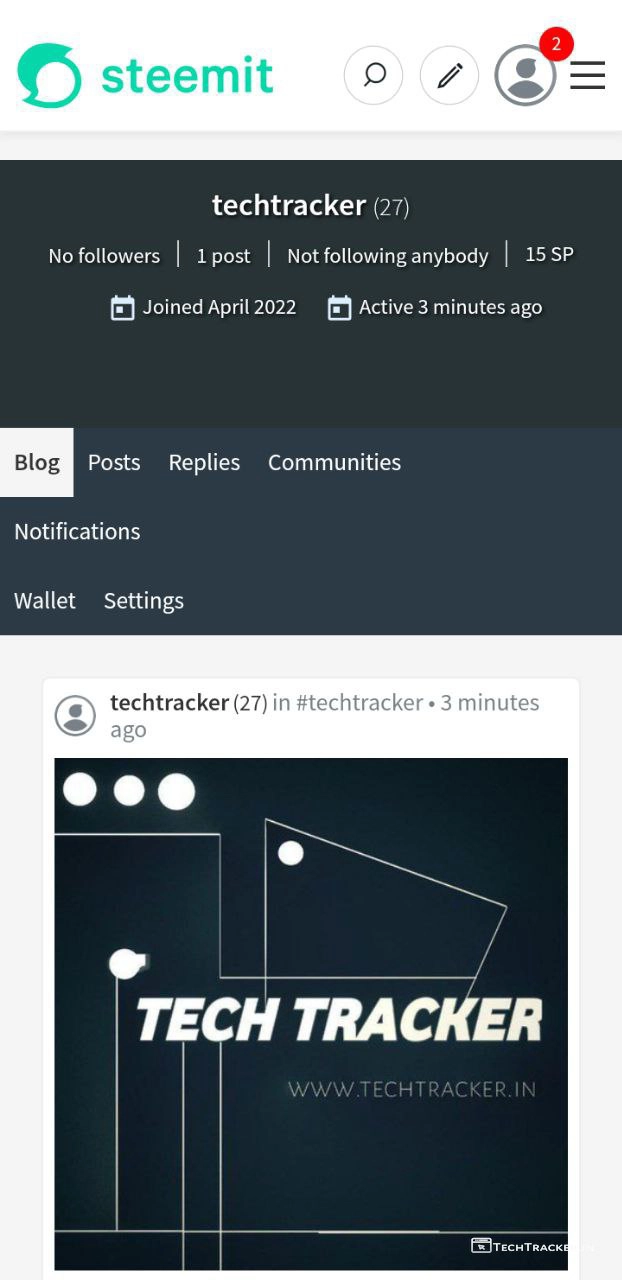 steemit
2
techtracker (27)
No followers | 1 post | Not following anybody | 15 SP
Joined April 2022 Active 3 minutes ago
Blog Posts Replies Communities
Notifications
Wallet Settings
techtracker (27) in #techtracker • 3 minutes
ago
TECH TRACKER
WWW.TECHTRACKER.IN